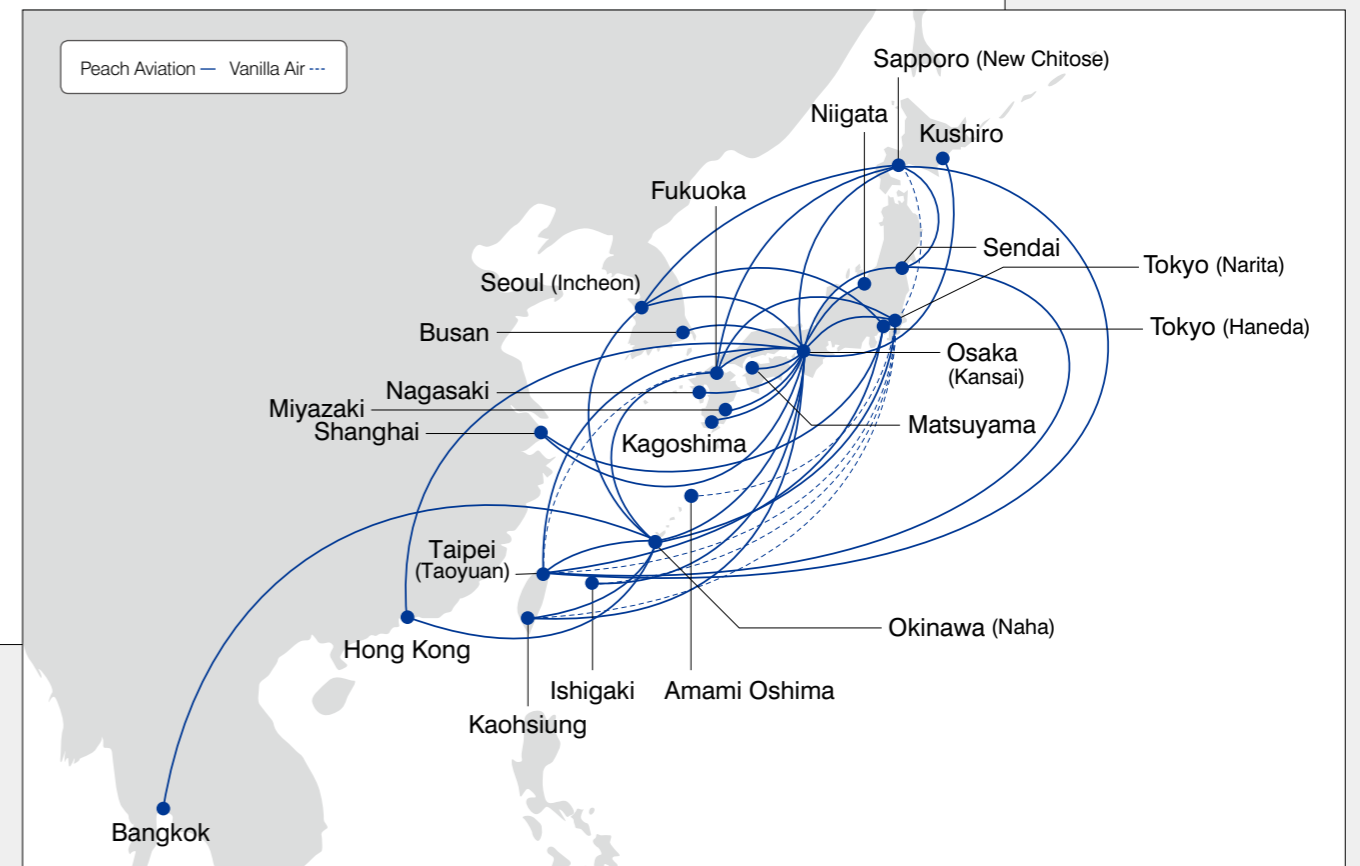 Peach Aviation — Vanilla Air ---
Sapporo (New Chitose)
Niigata
Kushiro
Fukuoka
Sendai
Tokyo (Narita)
Seoul (Incheon)
Busan
Tokyo (Haneda)
Osaka
(Kansai)
Nagasaki
Miyazaki
Shanghai
Kagoshima
Matsuyama
Taipei
(Taoyuan)
Okinawa (Naha)
Hong Kong
Ishigaki
Amami Oshima
Kaohsiung
Bangkok